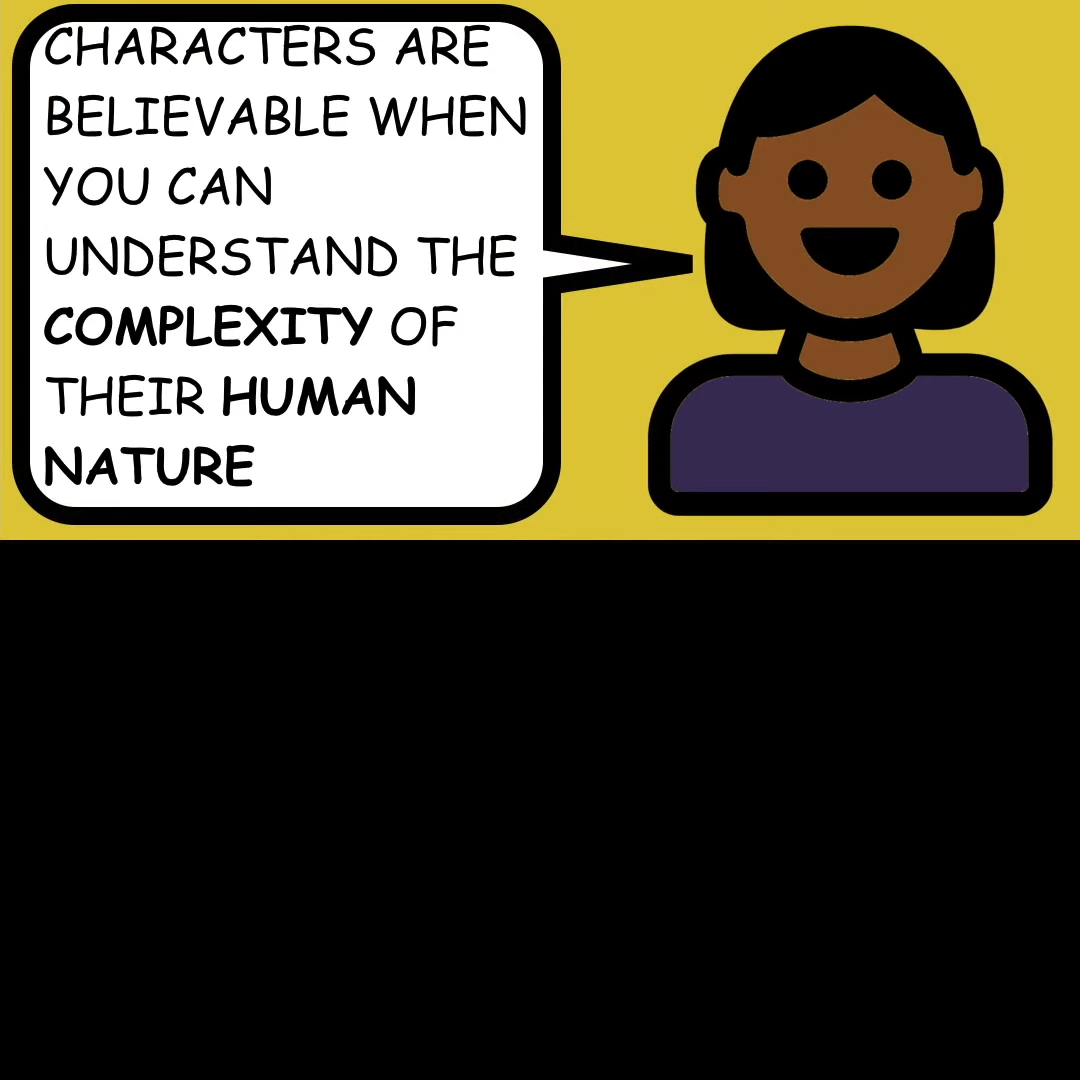 CHARACTERS ARE
BELIEVABLE WHEN
YOU CAN
UNDERSTAND THE
COMPLEXITY OF
THEIR HUMAN
NATURE